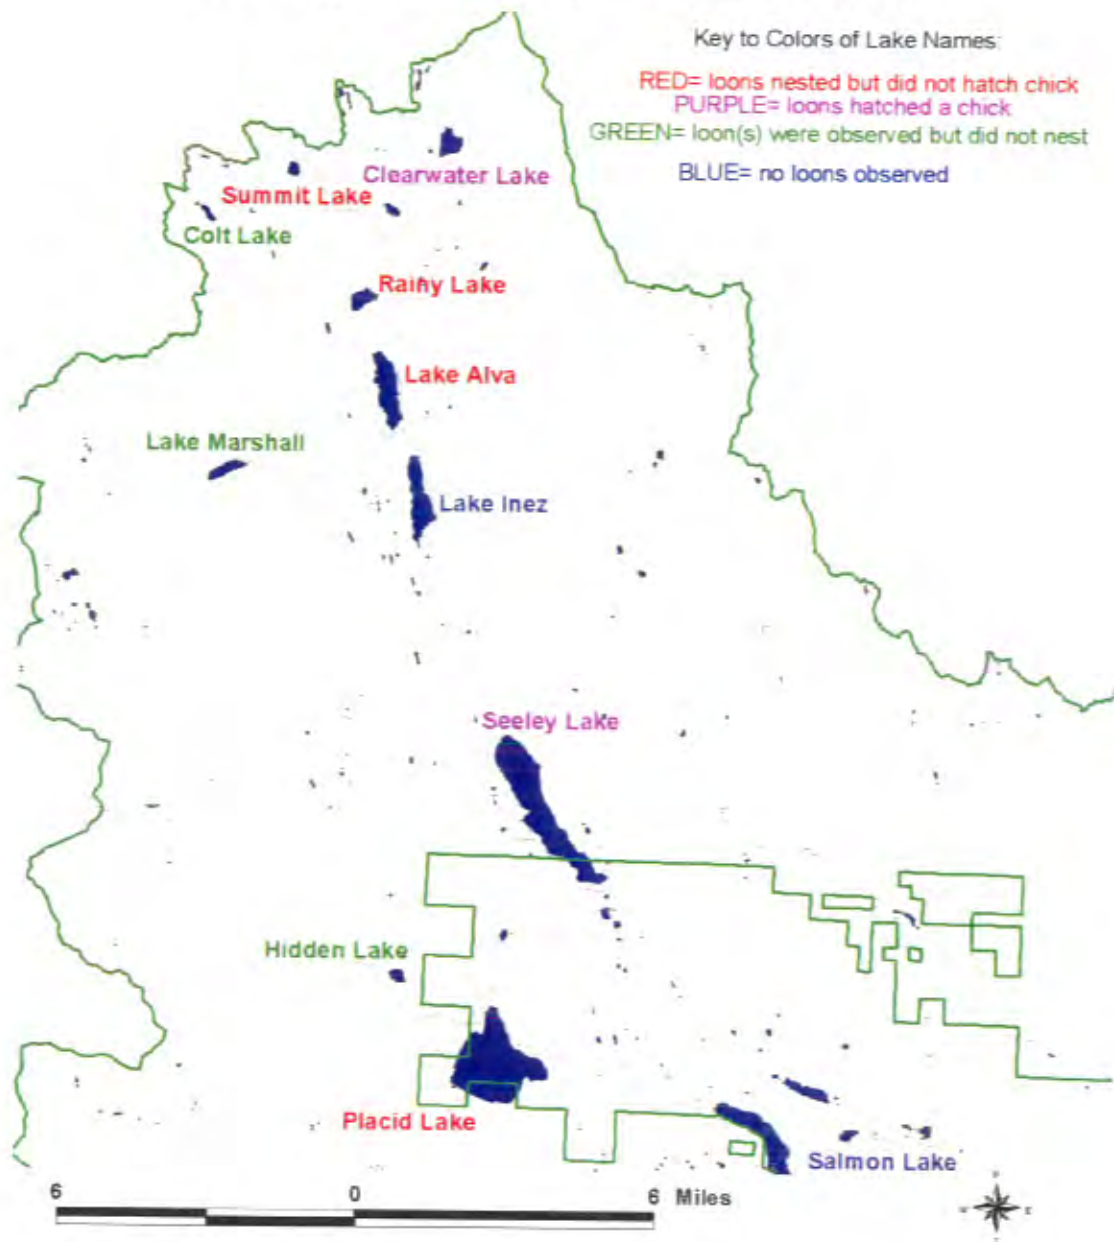 Key to Colors of Lake Names:
RED= loons nested but did not hatch chick
PURPLE= loons hatched a chick
GREEN= loon(s) were observed but did not nest
BLUE= no loons observed
Clearwater Lake
Summit Lake
Colt Lake
Rainy Lake
Lake Alva
Lake Marshall
Lake Inez
Seeley Lake
Hidden Lake
Placid Lake
Salmon Lake
6 0 6 Miles